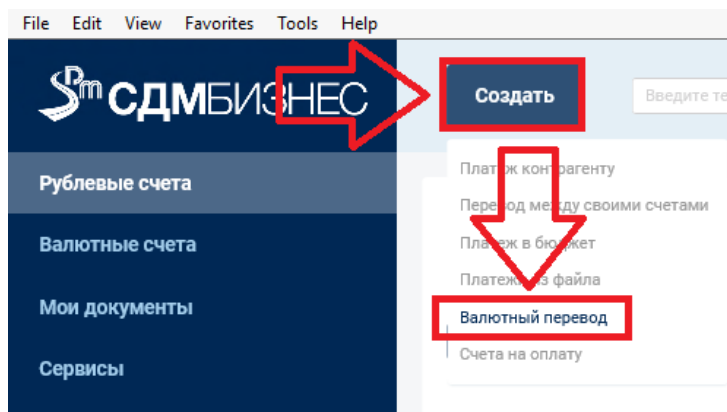 File Edit View Favorites Tools Help
SDm СДМБИЗНЕС
Создать
Введите те
Рублевые счета
Валютные счета
Мои документы
Сервисы
Платеж контрагенту
Перевод между своими счетами
Платеж в бюджет
Платежи из файла
Валютный перевод
Счета на оплату